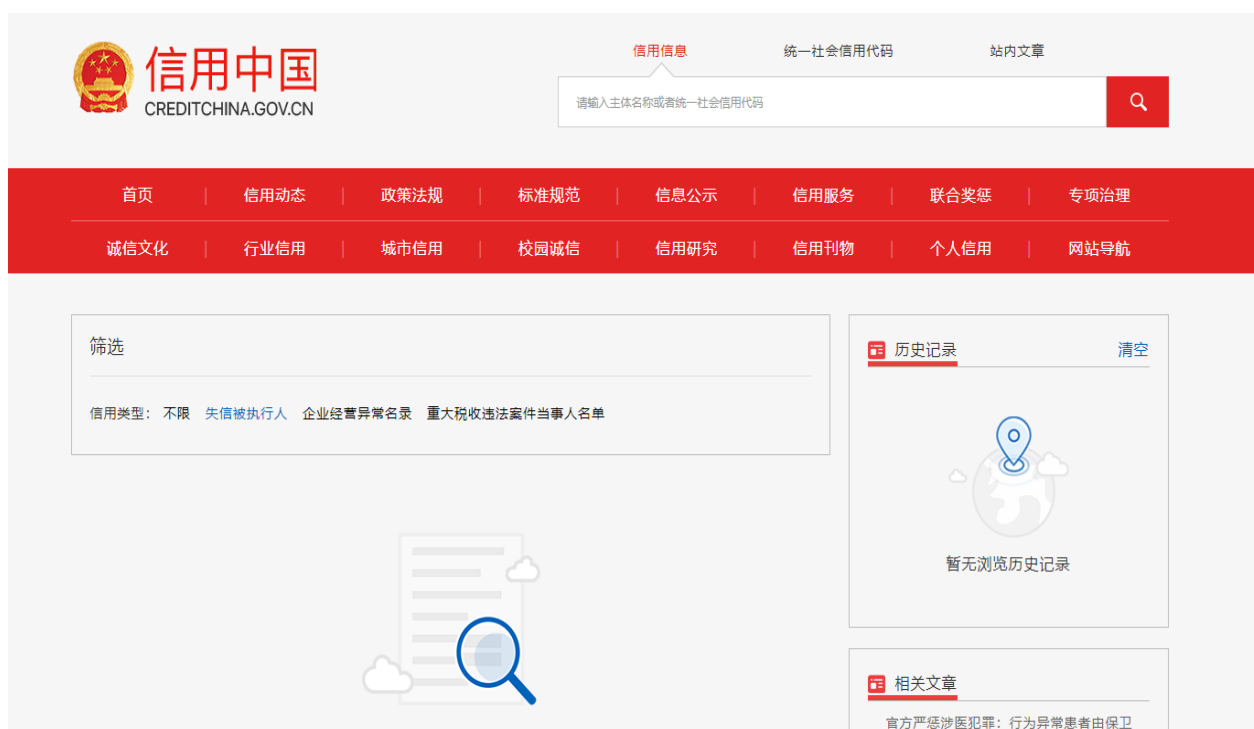 信用中国
CREDITCHINA.GOV.CN
信用信息 统一社会信用代码 站内文章
请输入主体名称或者统一社会信用代码
首页 信用动态 政策法规 标准规范 信息公示 信用服务 联合奖惩 专项治理
诚信文化 行业信用 城市信用 校园诚信 信用研究 信用刊物 个人信用 网站导航
筛选
信用类型： 不限 失信被执行人 企业经营异常名录 重大税收违法案件当事人名单
历史记录 清空
暂无浏览历史记录
相关文章
官方严惩涉医犯罪：行为异常患者由保卫